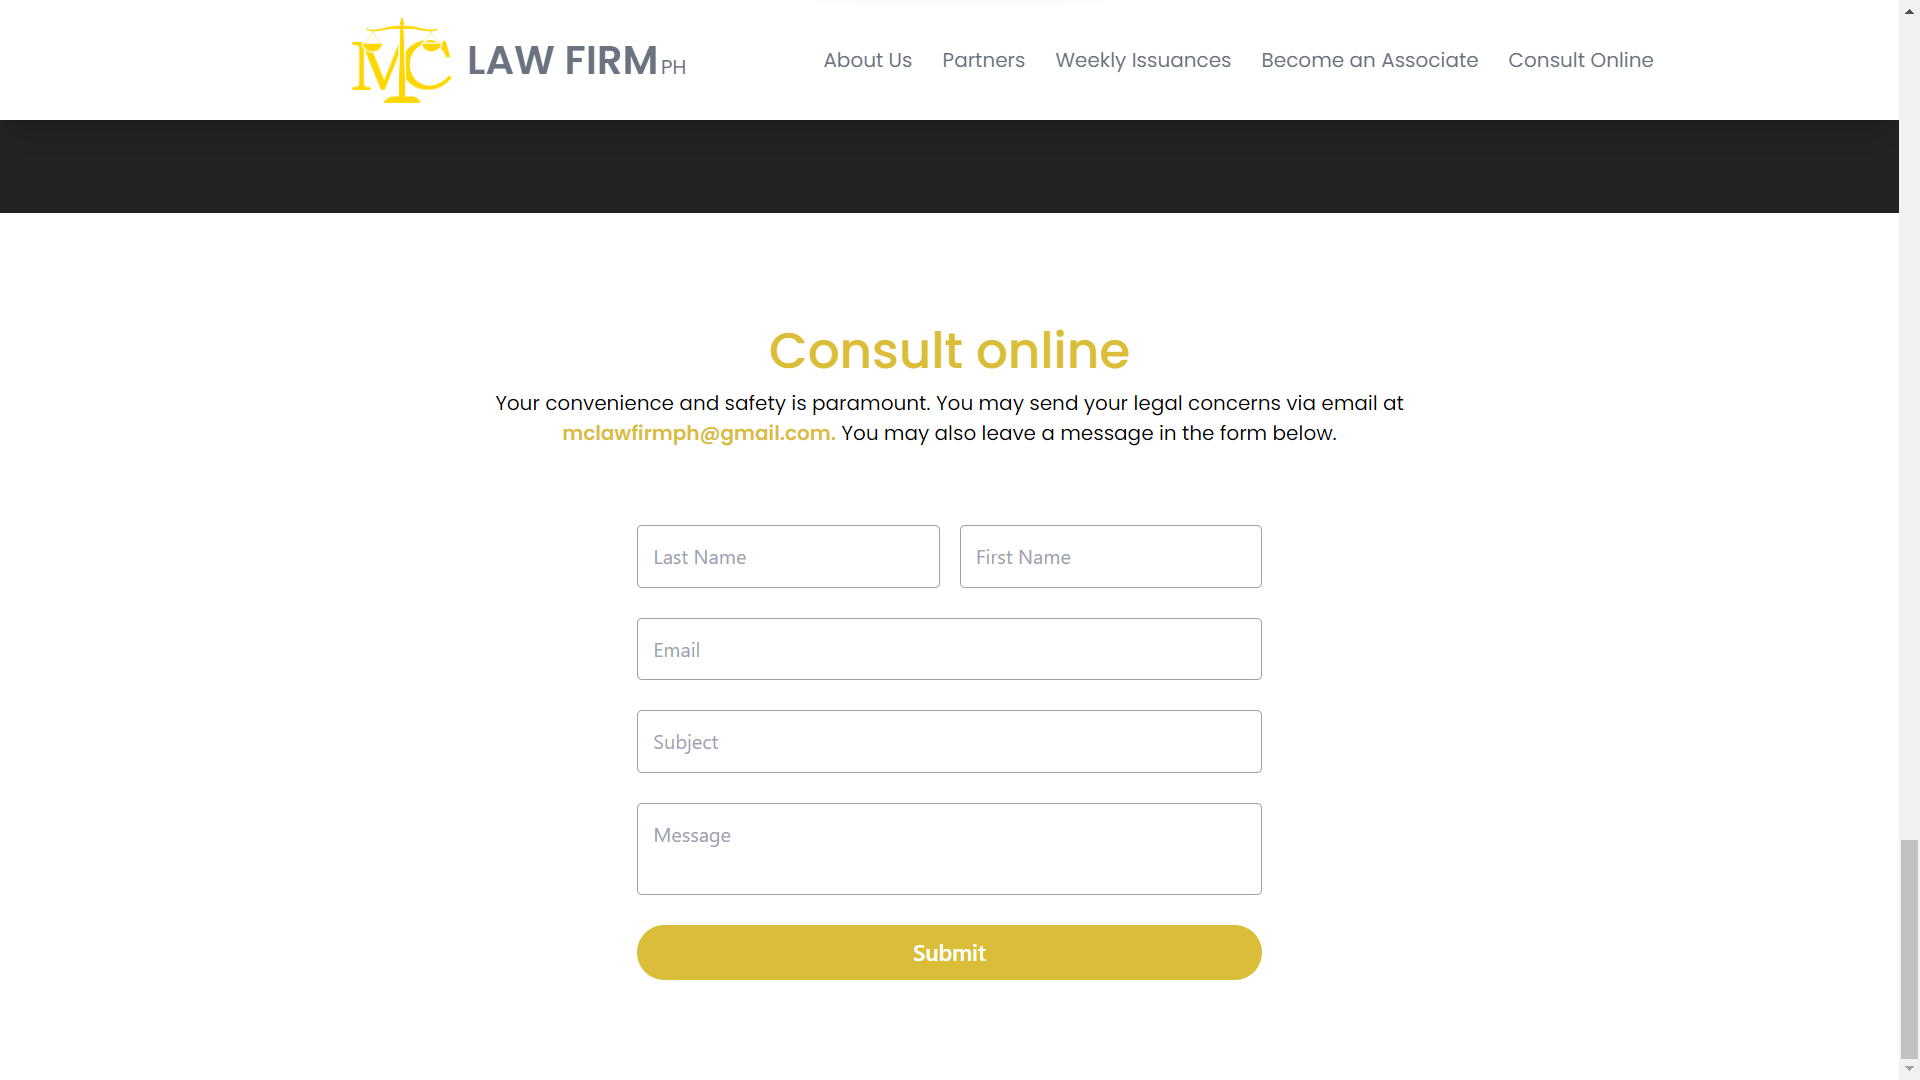 MC LAW FIRM PH
About Us Partners Weekly Issuances Become an Associate Consult Online
Consult online
Your convenience and safety is paramount. You may send your legal concerns via email at
mclawfirmph@gmail.com. You may also leave a message in the form below.
Last Name First Name
Email
Subject
Message
Submit